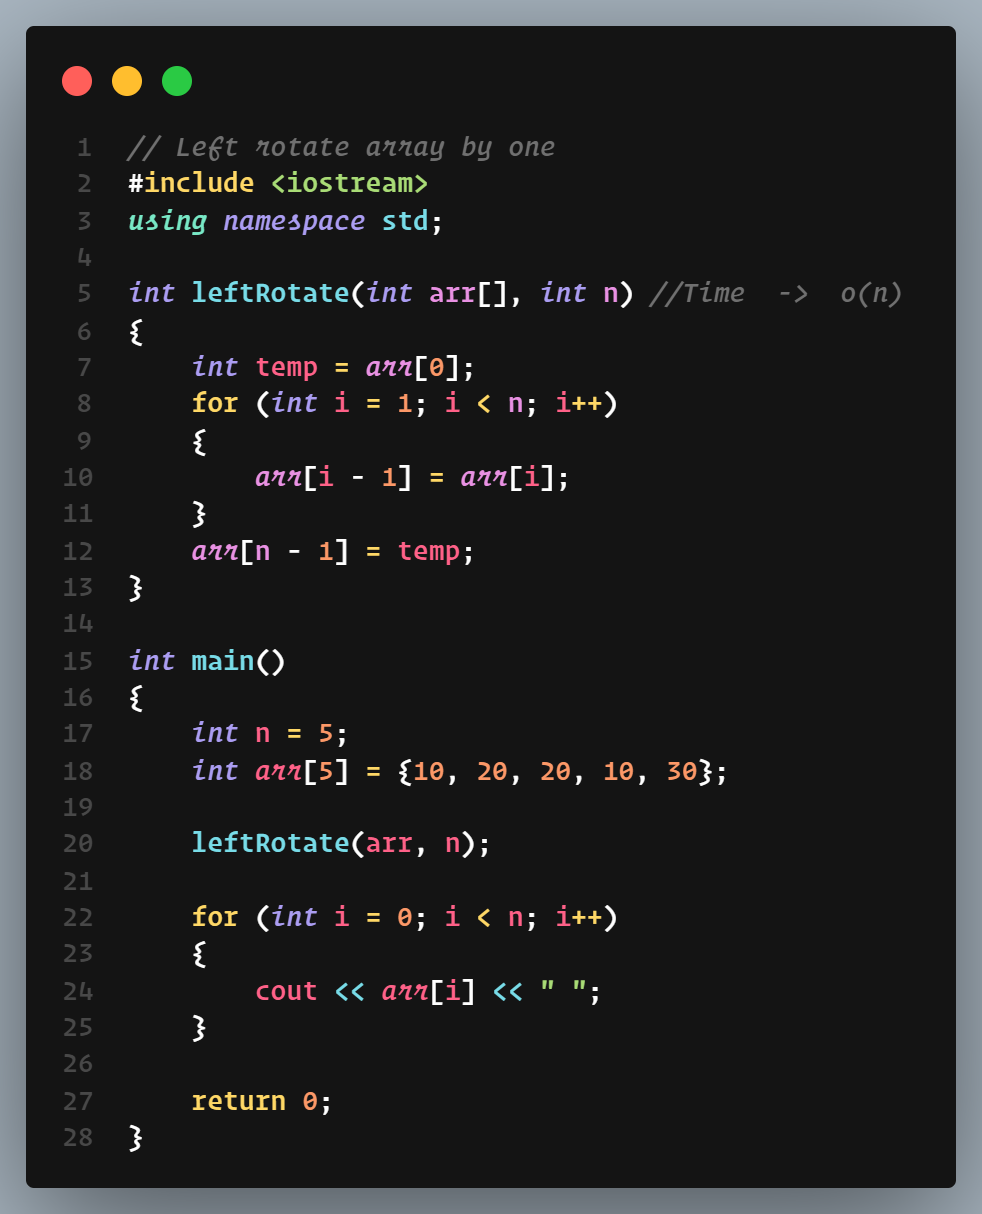 1 // Left rotate array by one
2 #include <iostream>
3 using namespace std;
4
5 int leftRotate(int arr[], int n) //Time  ->  o(n)
6 {
7     int temp = arr[0];
8     for (int i = 1; i < n; i++)
9     {
10         arr[i - 1] = arr[i];
11     }
12     arr[n - 1] = temp;
13 }
14
15 int main()
16 {
17     int n = 5;
18     int arr[5] = {10, 20, 20, 10, 30};
19
20     leftRotate(arr, n);
21
22     for (int i = 0; i < n; i++)
23     {
24         cout << arr[i] << " ";
25     }
26
27     return 0;
28 }